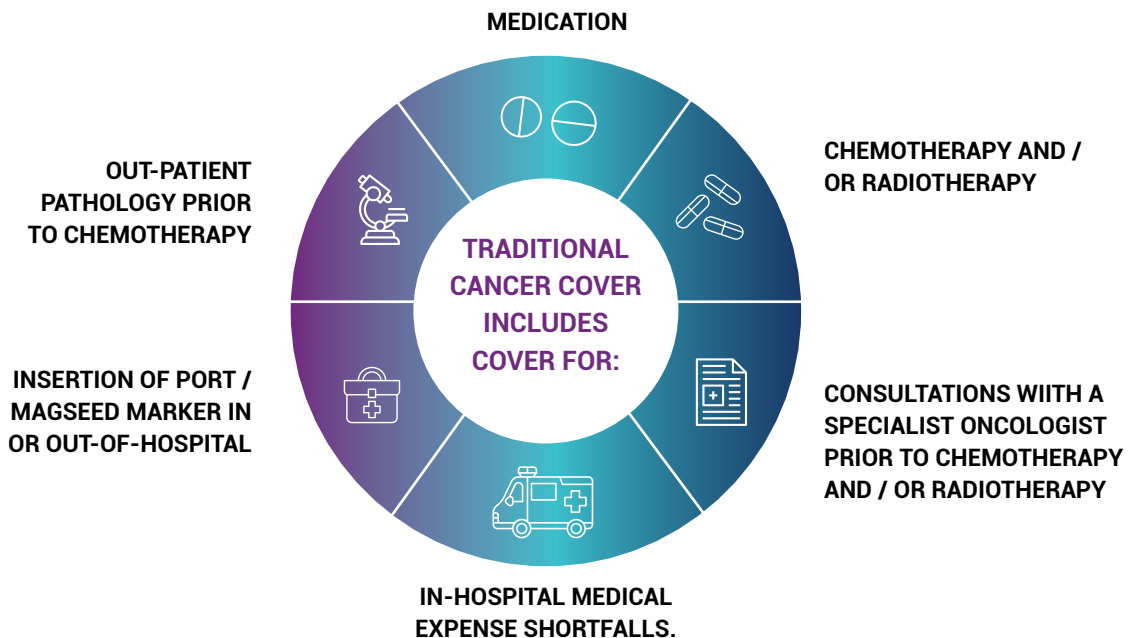 MEDICATION
CHEMOTHERAPY AND /
OR RADIOTHERAPY
CONSULTATIONS WIITH A
SPECIALIST ONCOLOGIST
PRIOR TO CHEMOTHERAPY
AND / OR RADIOTHERAPY
IN-HOSPITAL MEDICAL
EXPENSE SHORTFALLS.
INSERTION OF PORT /
MAGSEED MARKER IN
OR OUT-OF-HOSPITAL
OUT-PATIENT
PATHOLOGY PRIOR
TO CHEMOTHERAPY
TRADITIONAL
CANCER COVER
INCLUDES
COVER FOR: